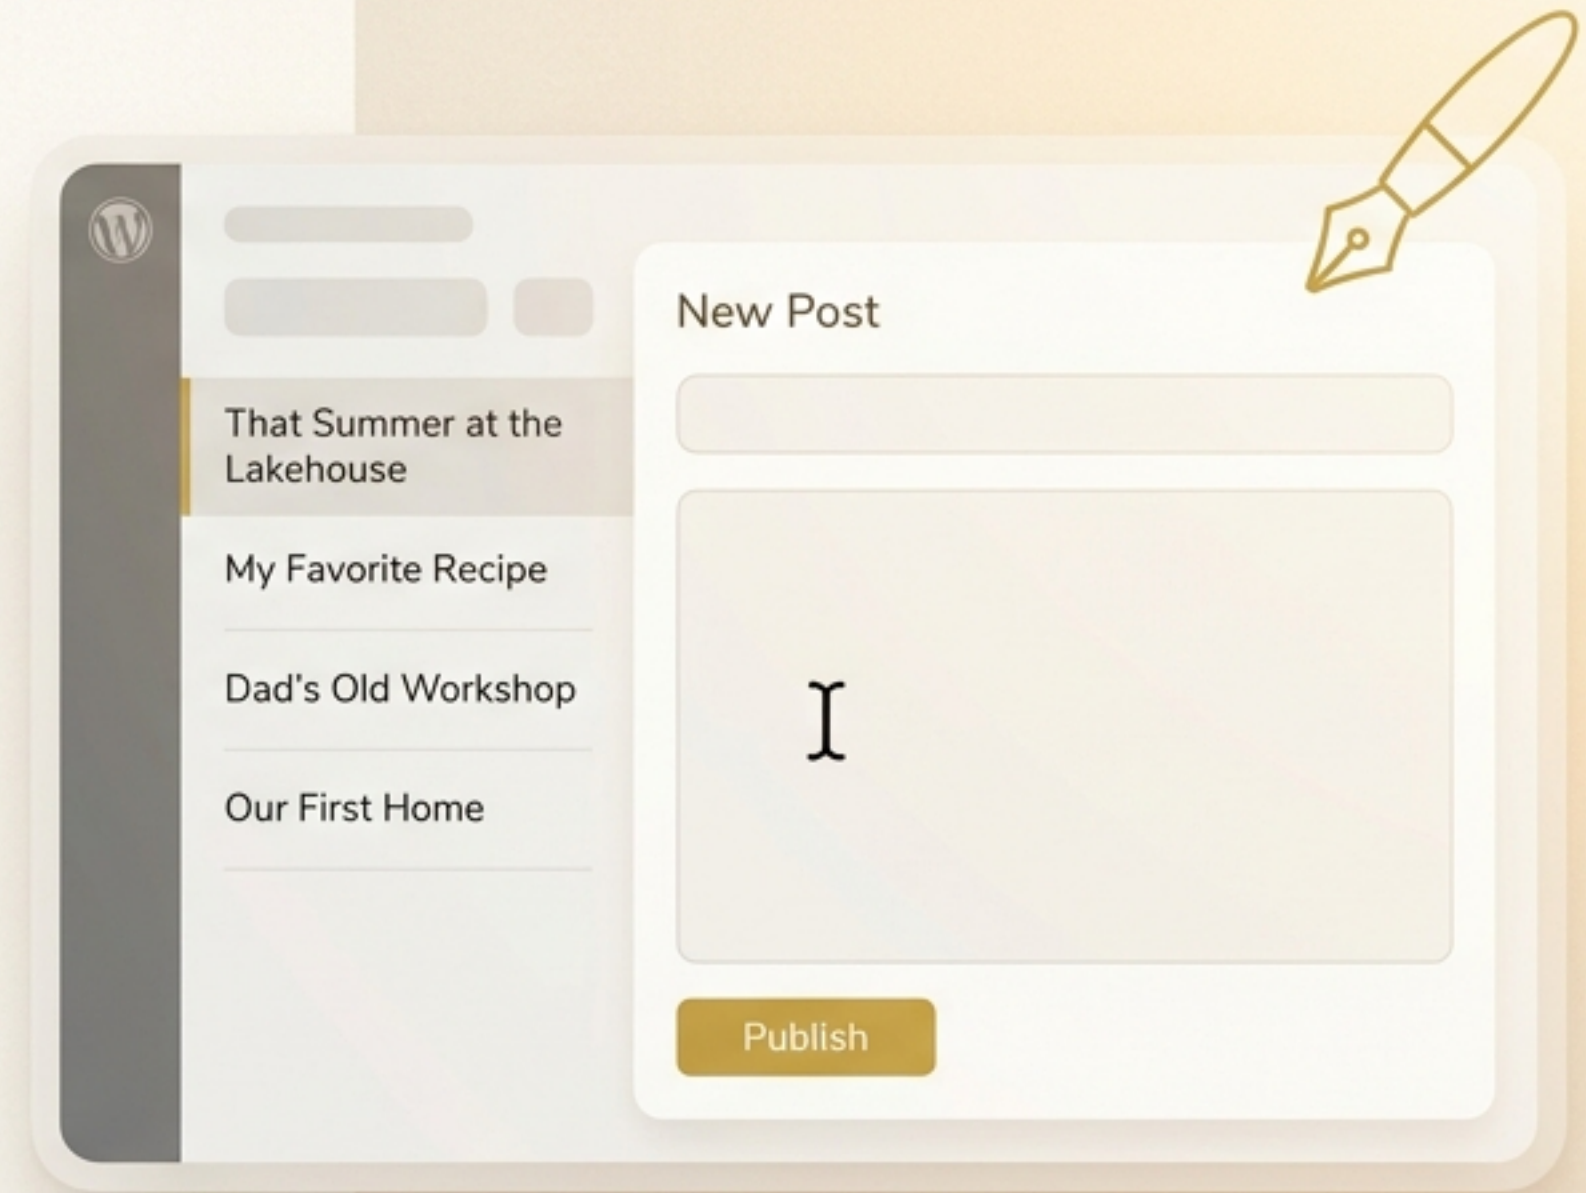 That Summer at the
Lakehouse
My Favorite Recipe
Dad's Old Workshop
Our First Home
New Post
Publish